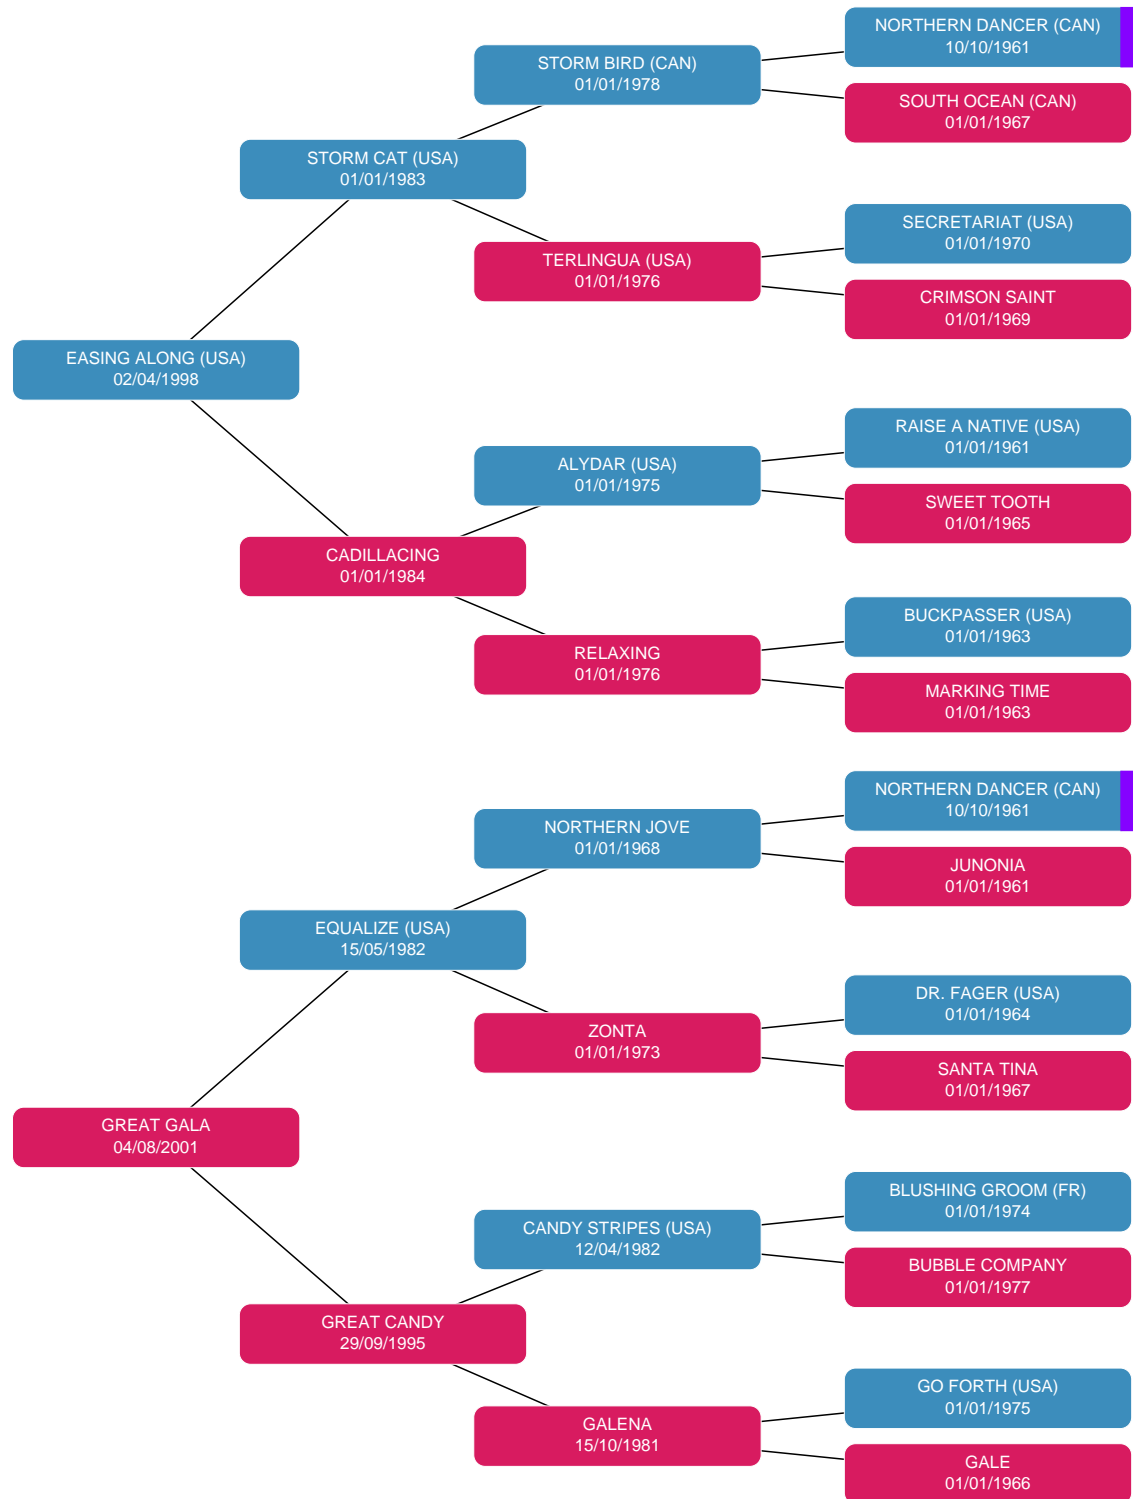 NORTHERN DANCER (CAN)
10/10/1961
STORM BIRD (CAN)
01/01/1978
SOUTH OCEAN (CAN)
01/01/1967
STORM CAT (USA)
01/01/1983
SECRETARIAT (USA)
01/01/1970
TERLINGUA (USA)
01/01/1976
CRIMSON SAINT
01/01/1969
EASING ALONG (USA)
02/04/1998
RAISE A NATIVE (USA)
01/01/1961
ALYDAR (USA)
01/01/1975
SWEET TOOTH
01/01/1965
CADILLACING
01/01/1984
BUCKPASSER (USA)
01/01/1963
RELAXING
01/01/1976
MARKING TIME
01/01/1963
NORTHERN DANCER (CAN)
10/10/1961
NORTHERN JOVE
01/01/1968
JUNONIA
01/01/1961
EQUALIZE (USA)
15/05/1982
DR. FAGER (USA)
01/01/1964
ZONTA
01/01/1973
SANTA TINA
01/01/1967
GREAT GALA
04/08/2001
BLUSHING GROOM (FR)
01/01/1974
CANDY STRIPES (USA)
12/04/1982
BUBBLE COMPANY
01/01/1977
GREAT CANDY
29/09/1995
GO FORTH (USA)
01/01/1975
GALENA
15/10/1981
GALE
01/01/1966